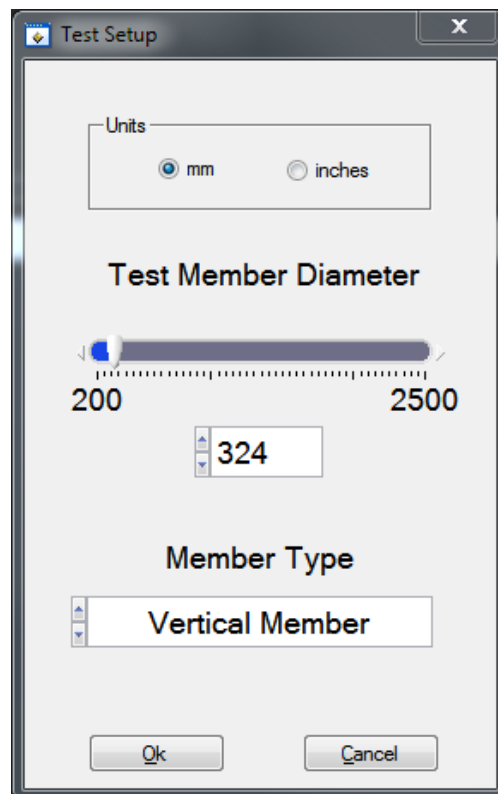 Test Setup
X
Units
mm inches
Test Member Diameter
200 2500
324
Member Type
Vertical Member
Ok Cancel